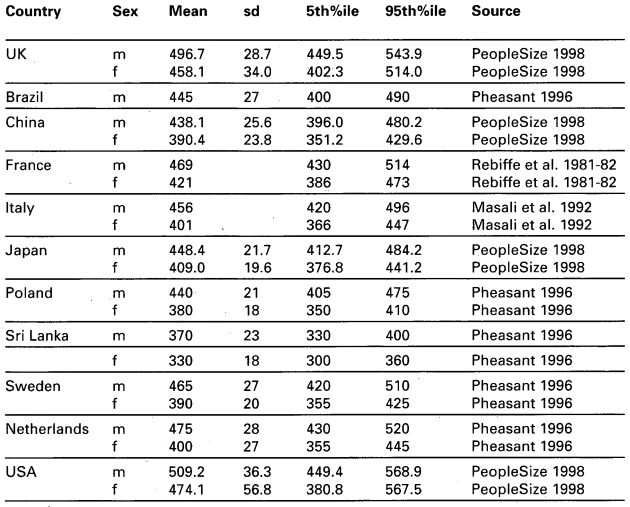 Country Sex Mean sd 5th%ile 95th%ile Source
UK m 496.7 28.7 449.5 543.9 PeopleSize 1998
f 458.1 34.0 402.3 514.0 PeopleSize 1998
Brazil m 445 27 400 490 Pheasant 1996
China m 438.1 25.6 396.0 480.2 PeopleSize 1998
f 390.4 23.8 351.2 429.6 PeopleSize 1998
France m 469 430 514 Rebiffe et al. 1981-82
f 421 386 473 Rebiffe et al. 1981-82
Italy m 456 420 496 Masali et al. 1992
f 401 366 447 Masali et al. 1992
Japan m 448.4 21.7 412.7 484.2 PeopleSize 1998
f 409.0 19.6 376.8 441.2 PeopleSize 1998
Poland m 440 21 405 475 Pheasant 1996
f 380 18 350 410 Pheasant 1996
Sri Lanka m 370 23 330 400 Pheasant 1996
f 330 18 300 360 Pheasant 1996
Sweden m 465 27 420 510 Pheasant 1996
f 390 20 355 425 Pheasant 1996
Netherlands m 475 28 430 520 Pheasant 1996
f 400 27 355 445 Pheasant 1996
USA m 509.2 36.3 449.4 568.9 PeopleSize 1998
f 474.1 56.8 380.8 567.5 PeopleSize 1998